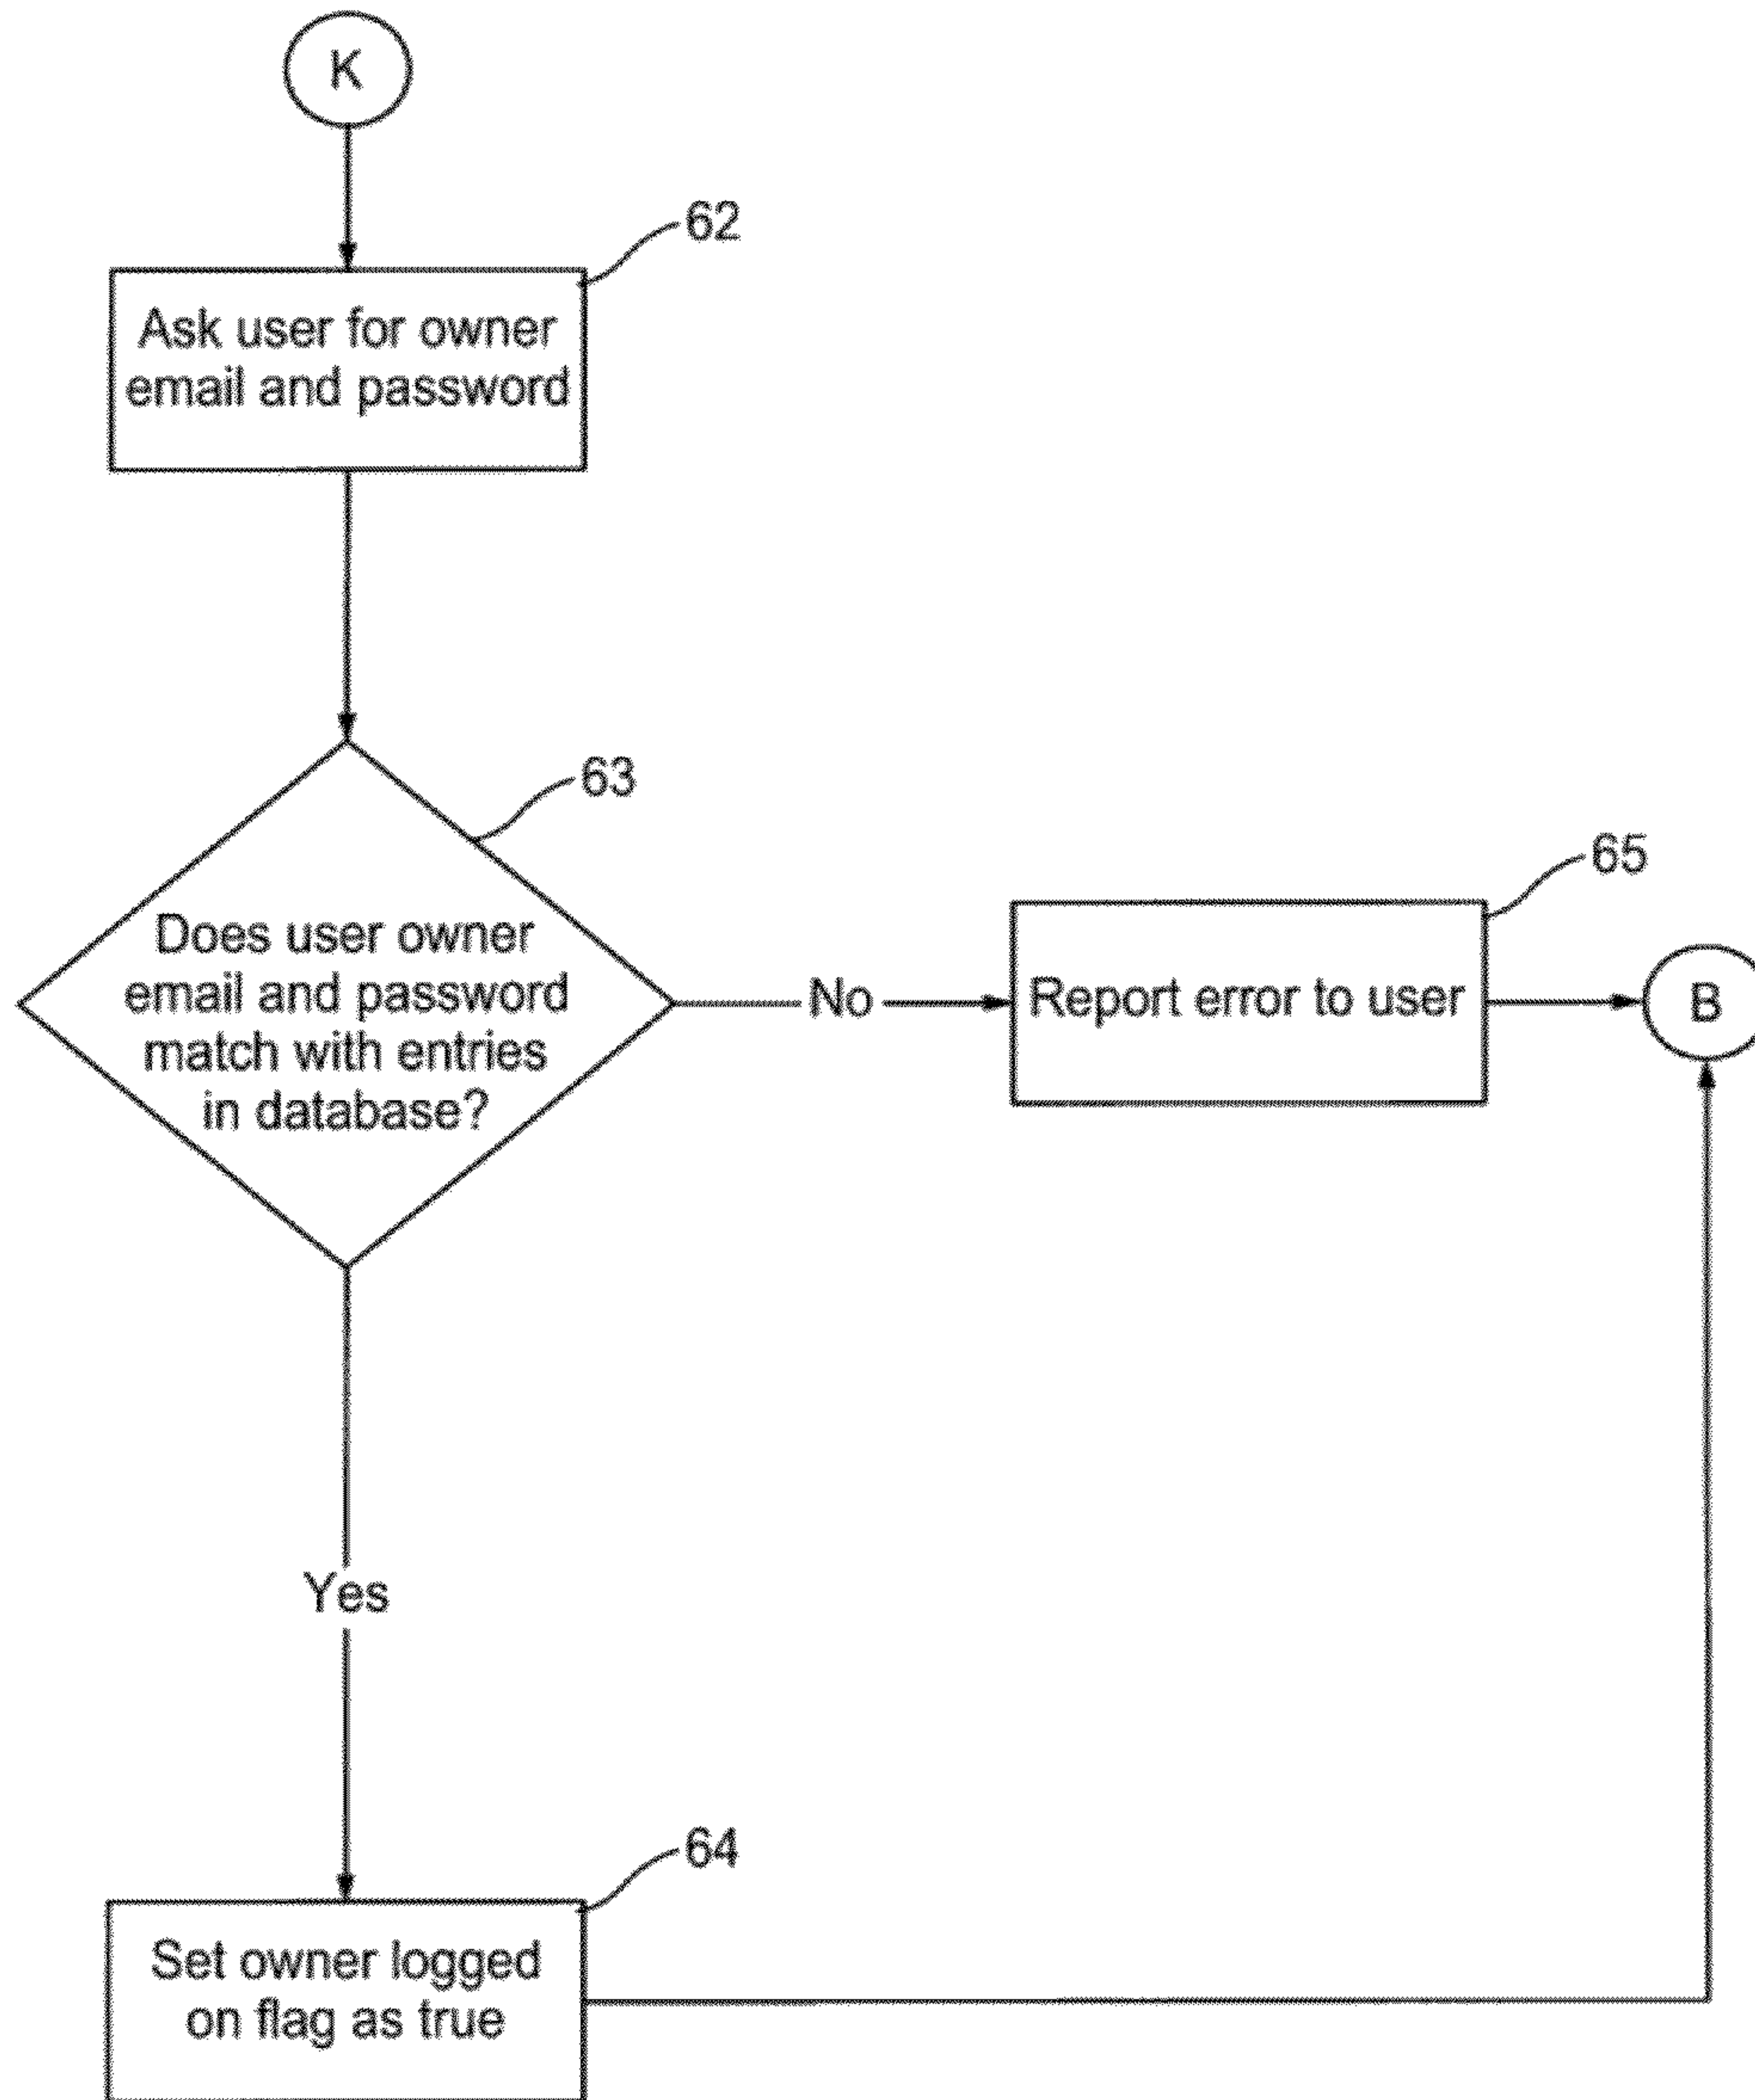 K
62
Ask user for owner
email and password
63
Does user owner
email and password
match with entries
in database?
No
65
Report error to user
B
Yes
64
Set owner logged
on flag as true